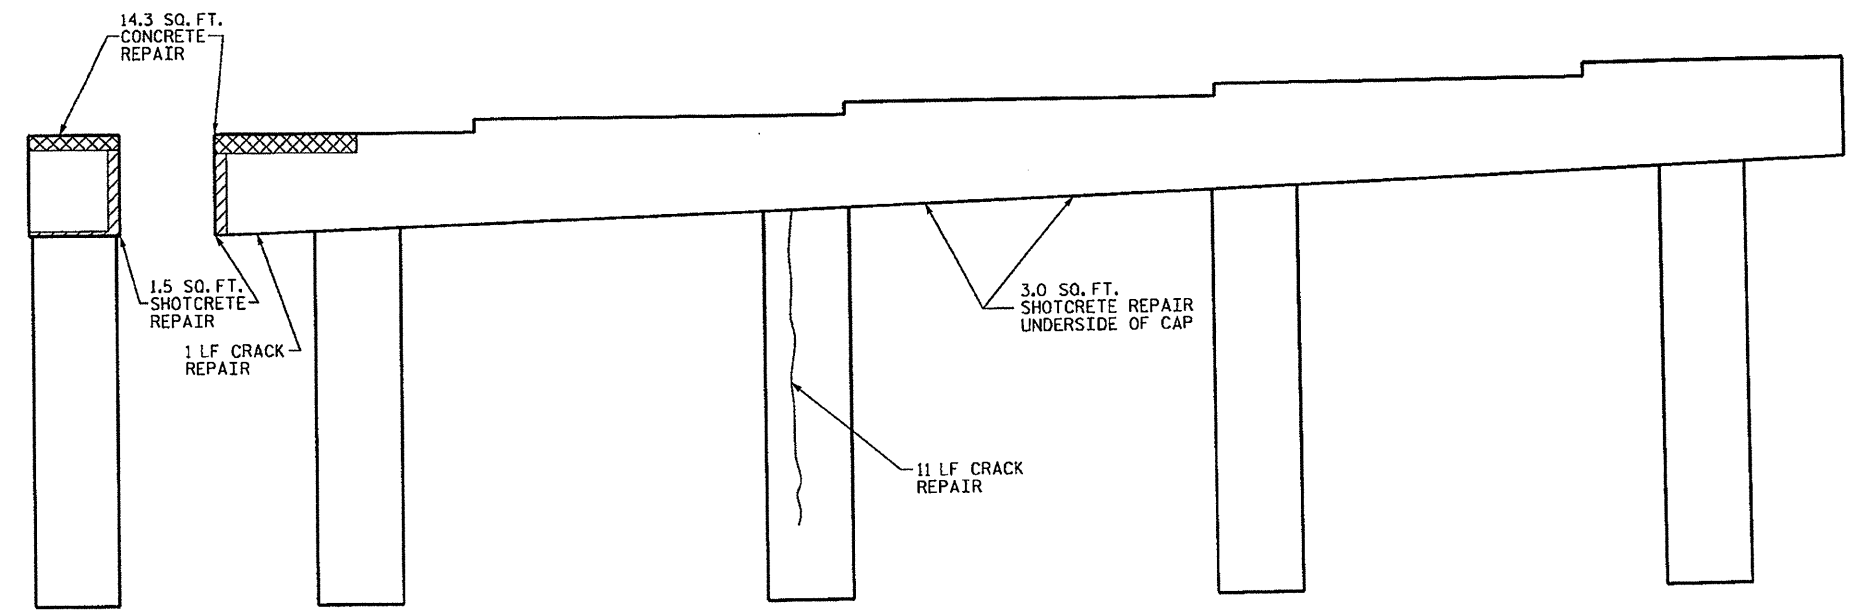 14.3 SQ. FT.
CONCRETE
REPAIR
1.5 SQ. FT.
SHOTCRETE
REPAIR
1 LF CRACK
REPAIR
3.0 SQ. FT.
SHOTCRETE REPAIR
UNDERSIDE OF CAP
11 LF CRACK
REPAIR